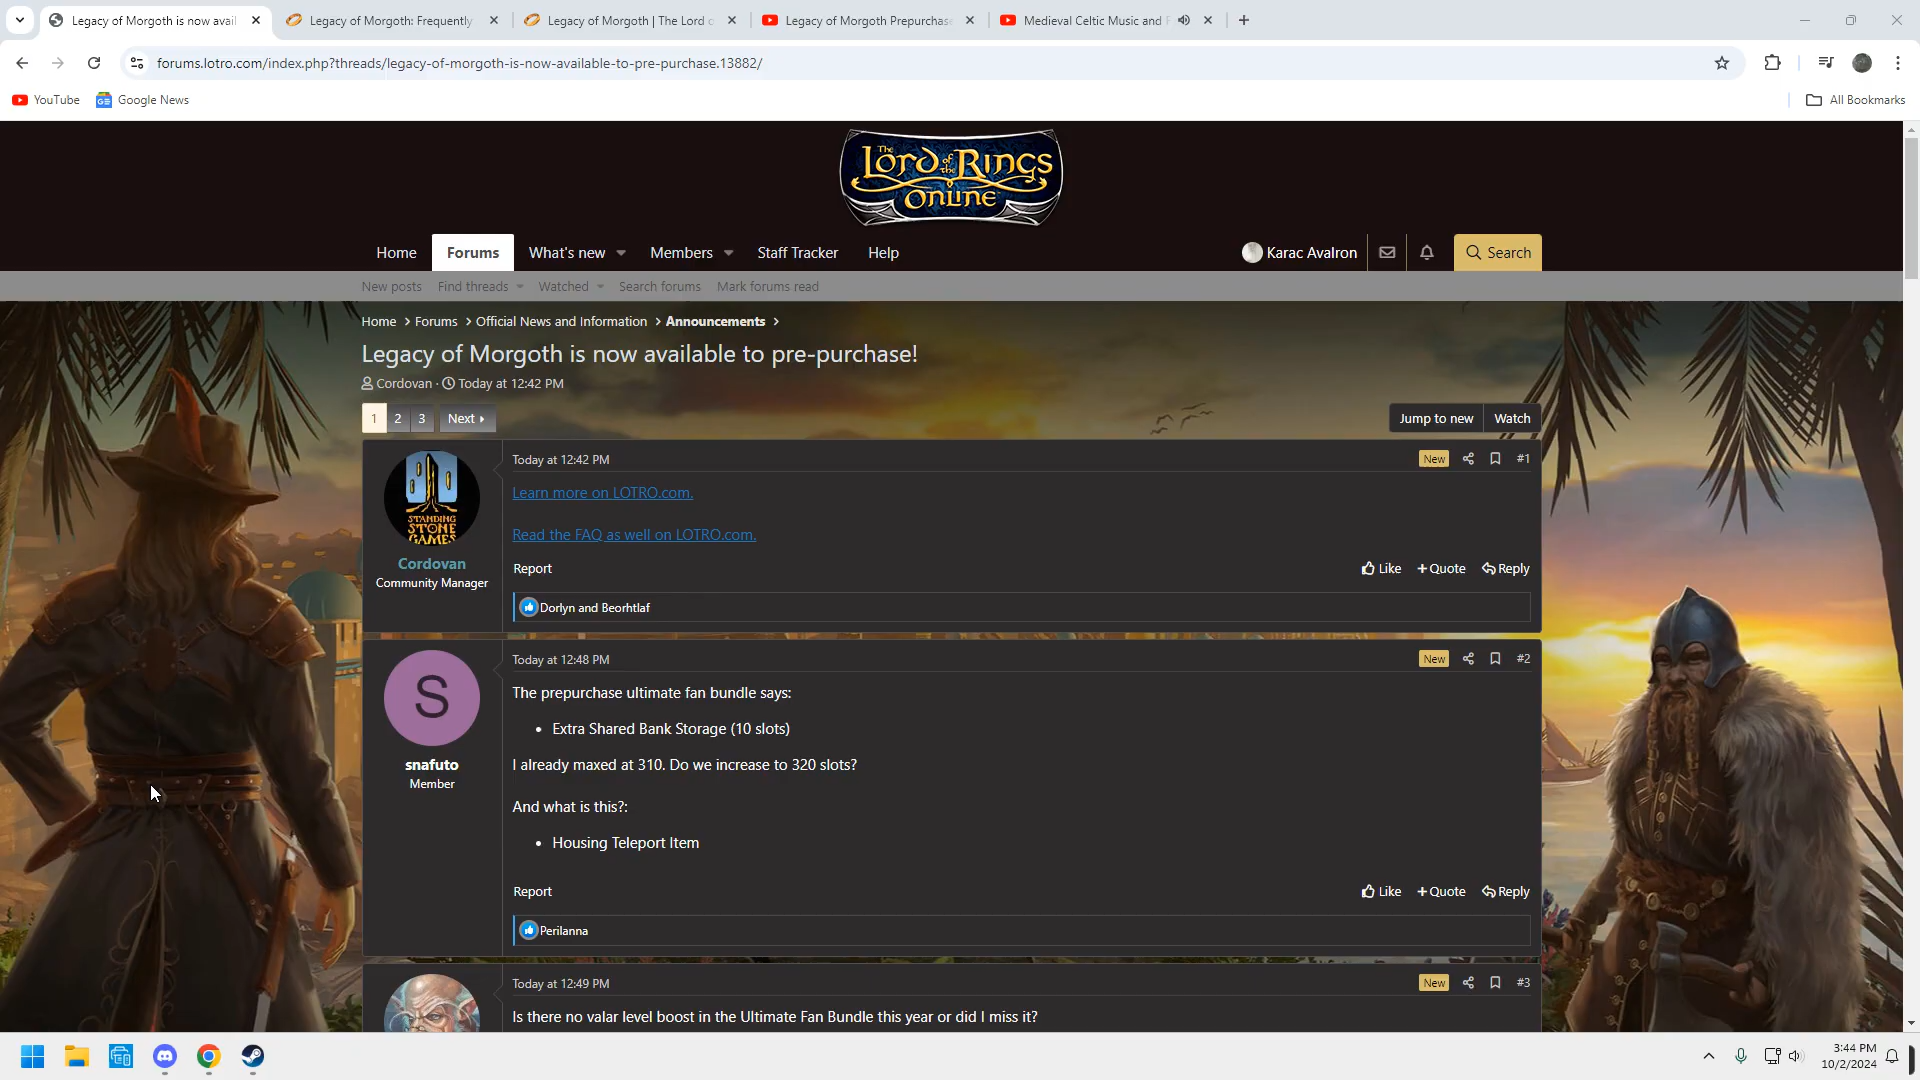 Legacy of Morgoth is now avail
Legacy of Morgoth: Frequently
Legacy of Morgoth | The Lord o
Legacy of Morgoth Prepurchase
Medieval Celtic Music and F
forums.lotro.com/index.php?threads/legacy-of-morgoth-is-now-available-to-pre-purchase.13882/
YouTube
Google News
All Bookmarks
The
Lord of the Rings
Online
Home
Forums
What's new
Members
Staff Tracker
Help
Karac Avalron
Search
New posts
Find threads
Watched
Search forums
Mark forums read
Home > Forums > Official News and Information > Announcements >
Legacy of Morgoth is now available to pre-purchase!
Cordovan · Today at 12:42 PM
1 2 3 Next
Jump to new
Watch
STANDING
STONE
GAMES
Cordovan
Community Manager
Today at 12:42 PM
New
#1
Learn more on LOTRO.com.
Read the FAQ as well on LOTRO.com.
Report
Like
+Quote
Reply
Dorlyn and Beorhtlaf
S
snafuto
Member
Today at 12:48 PM
New
#2
The prepurchase ultimate fan bundle says:
• Extra Shared Bank Storage (10 slots)
I already maxed at 310. Do we increase to 320 slots?
And what is this?:
• Housing Teleport Item
Report
Like
+Quote
Reply
Perilanna
Today at 12:49 PM
New
#3
Is there no valar level boost in the Ultimate Fan Bundle this year or did I miss it?
3:44 PM
10/2/2024